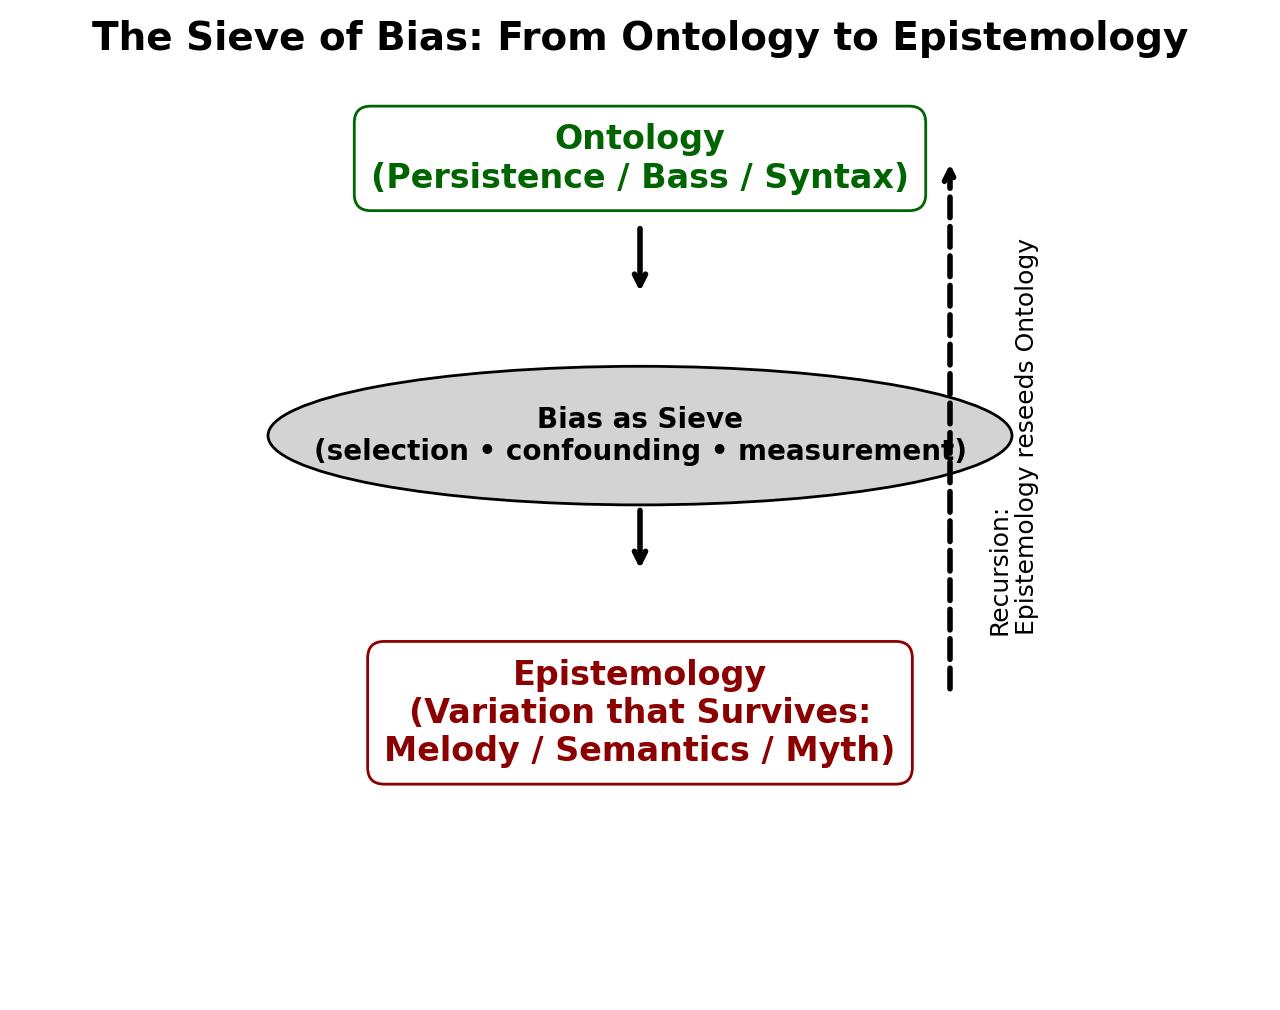 The Sieve of Bias: From Ontology to Epistemology
Ontology
(Persistence / Bass / Syntax)
Bias as Sieve
(selection • confounding • measurement)
Recursion:
Epistemology reseeds Ontology
Epistemology
(Variation that Survives:
Melody / Semantics / Myth)